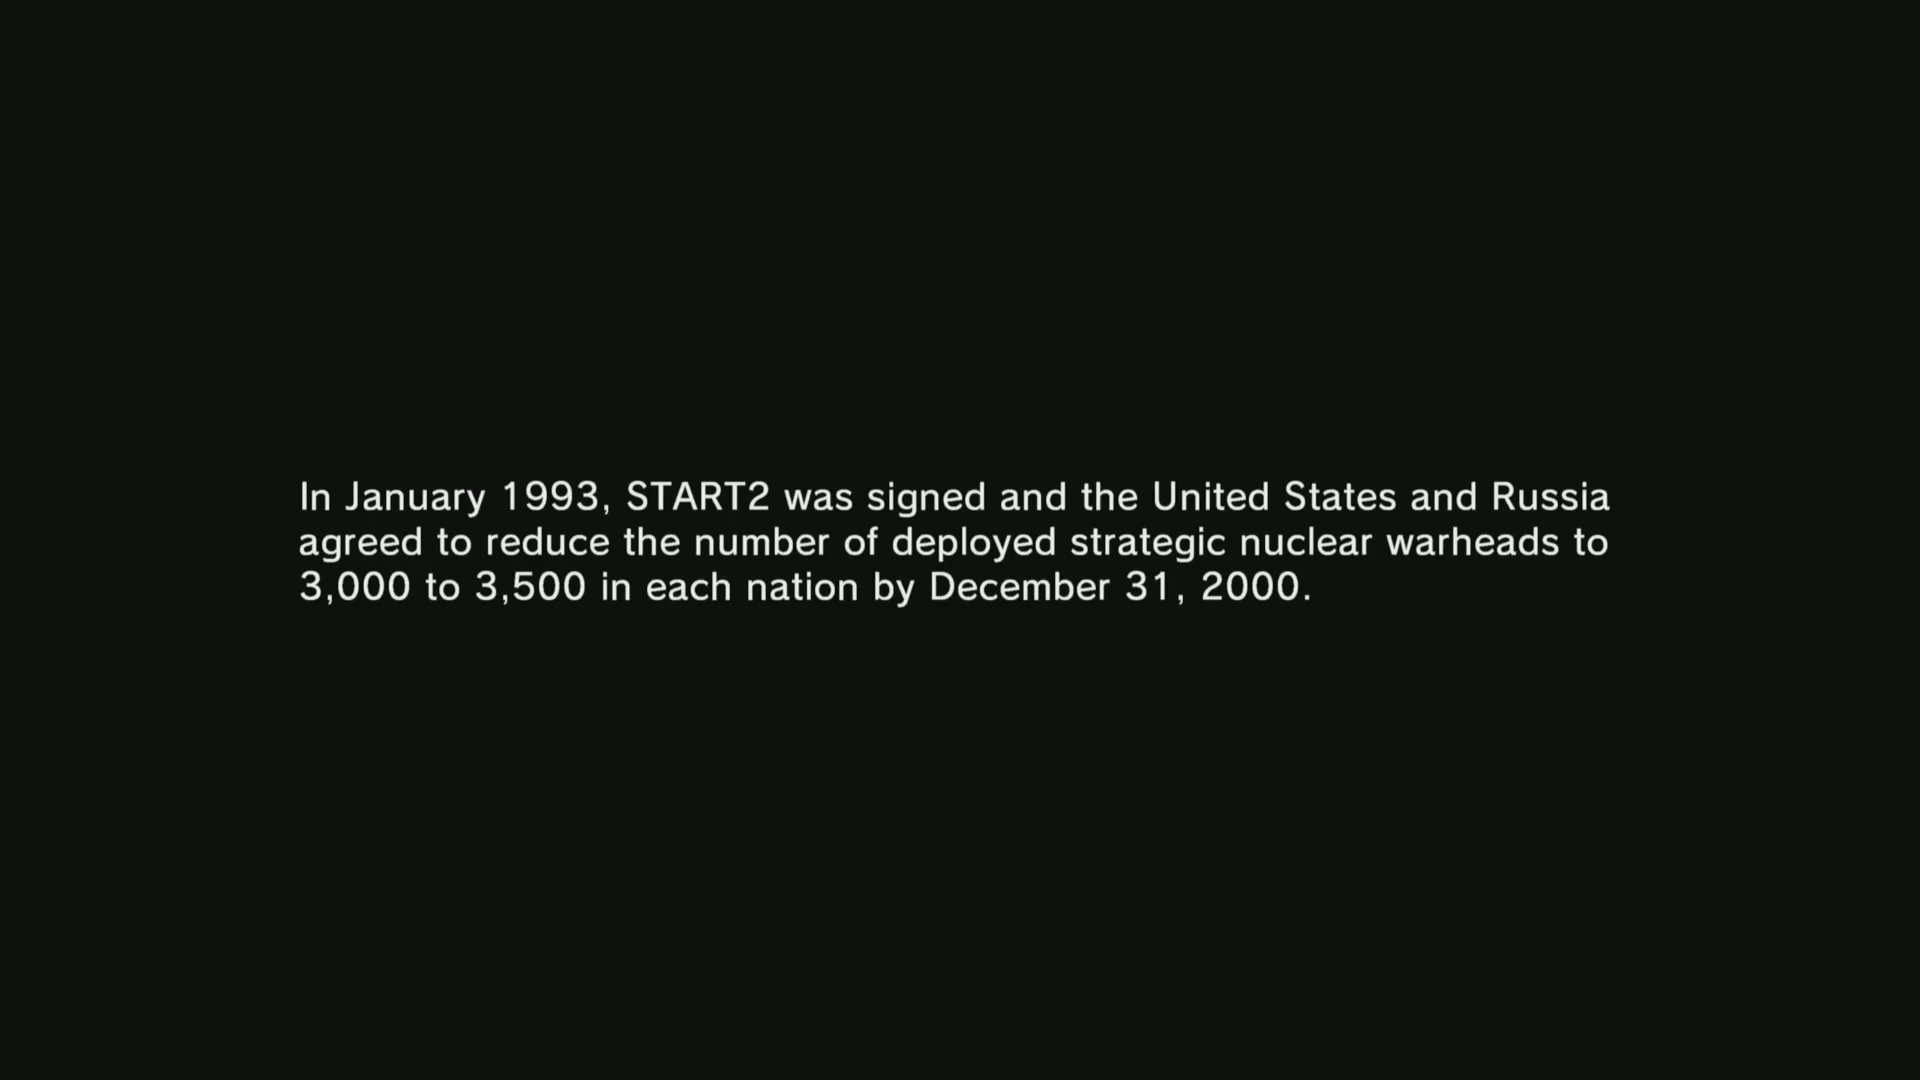 In January 1993, START2 was signed and the United States and Russia
agreed to reduce the number of deployed strategic nuclear warheads to
3,000 to 3,500 in each nation by December 31, 2000.